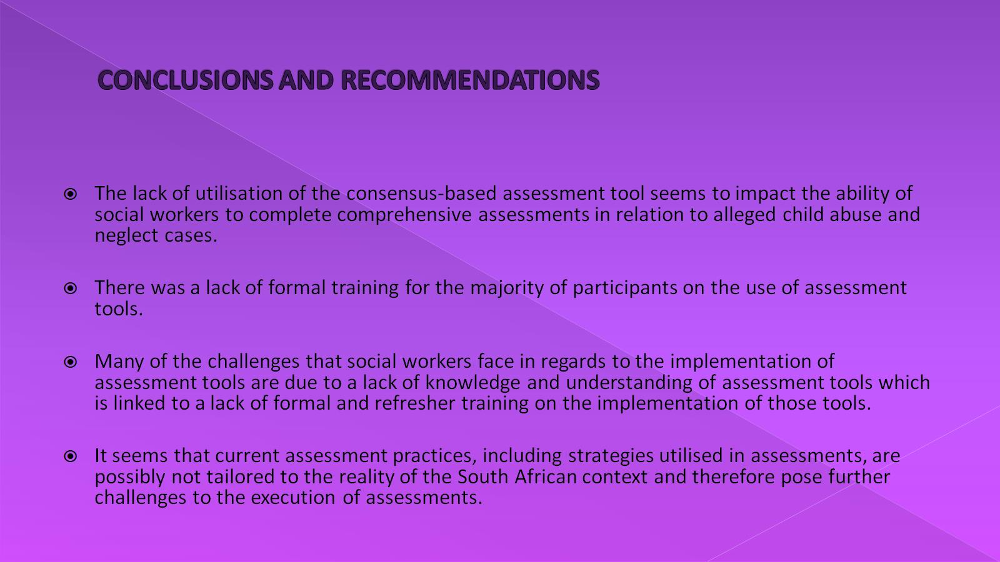 CONCLUSIONS AND RECOMMENDATIONS
The lack of utilisation of the consensus-based assessment tool seems to impact the ability of
social workers to complete comprehensive assessments in relation to alleged child abuse and
neglect cases.
There was a lack of formal training for the majority of participants on the use of assessment
tools.
Many of the challenges that social workers face in regards to the implementation of
assessment tools are due to a lack of knowledge and understanding of assessment tools which
is linked to a lack of formal and refresher training on the implementation of those tools.
It seems that current assessment practices, including strategies utilised in assessments, are
possibly not tailored to the reality of the South African context and therefore pose further
challenges to the execution of assessments.